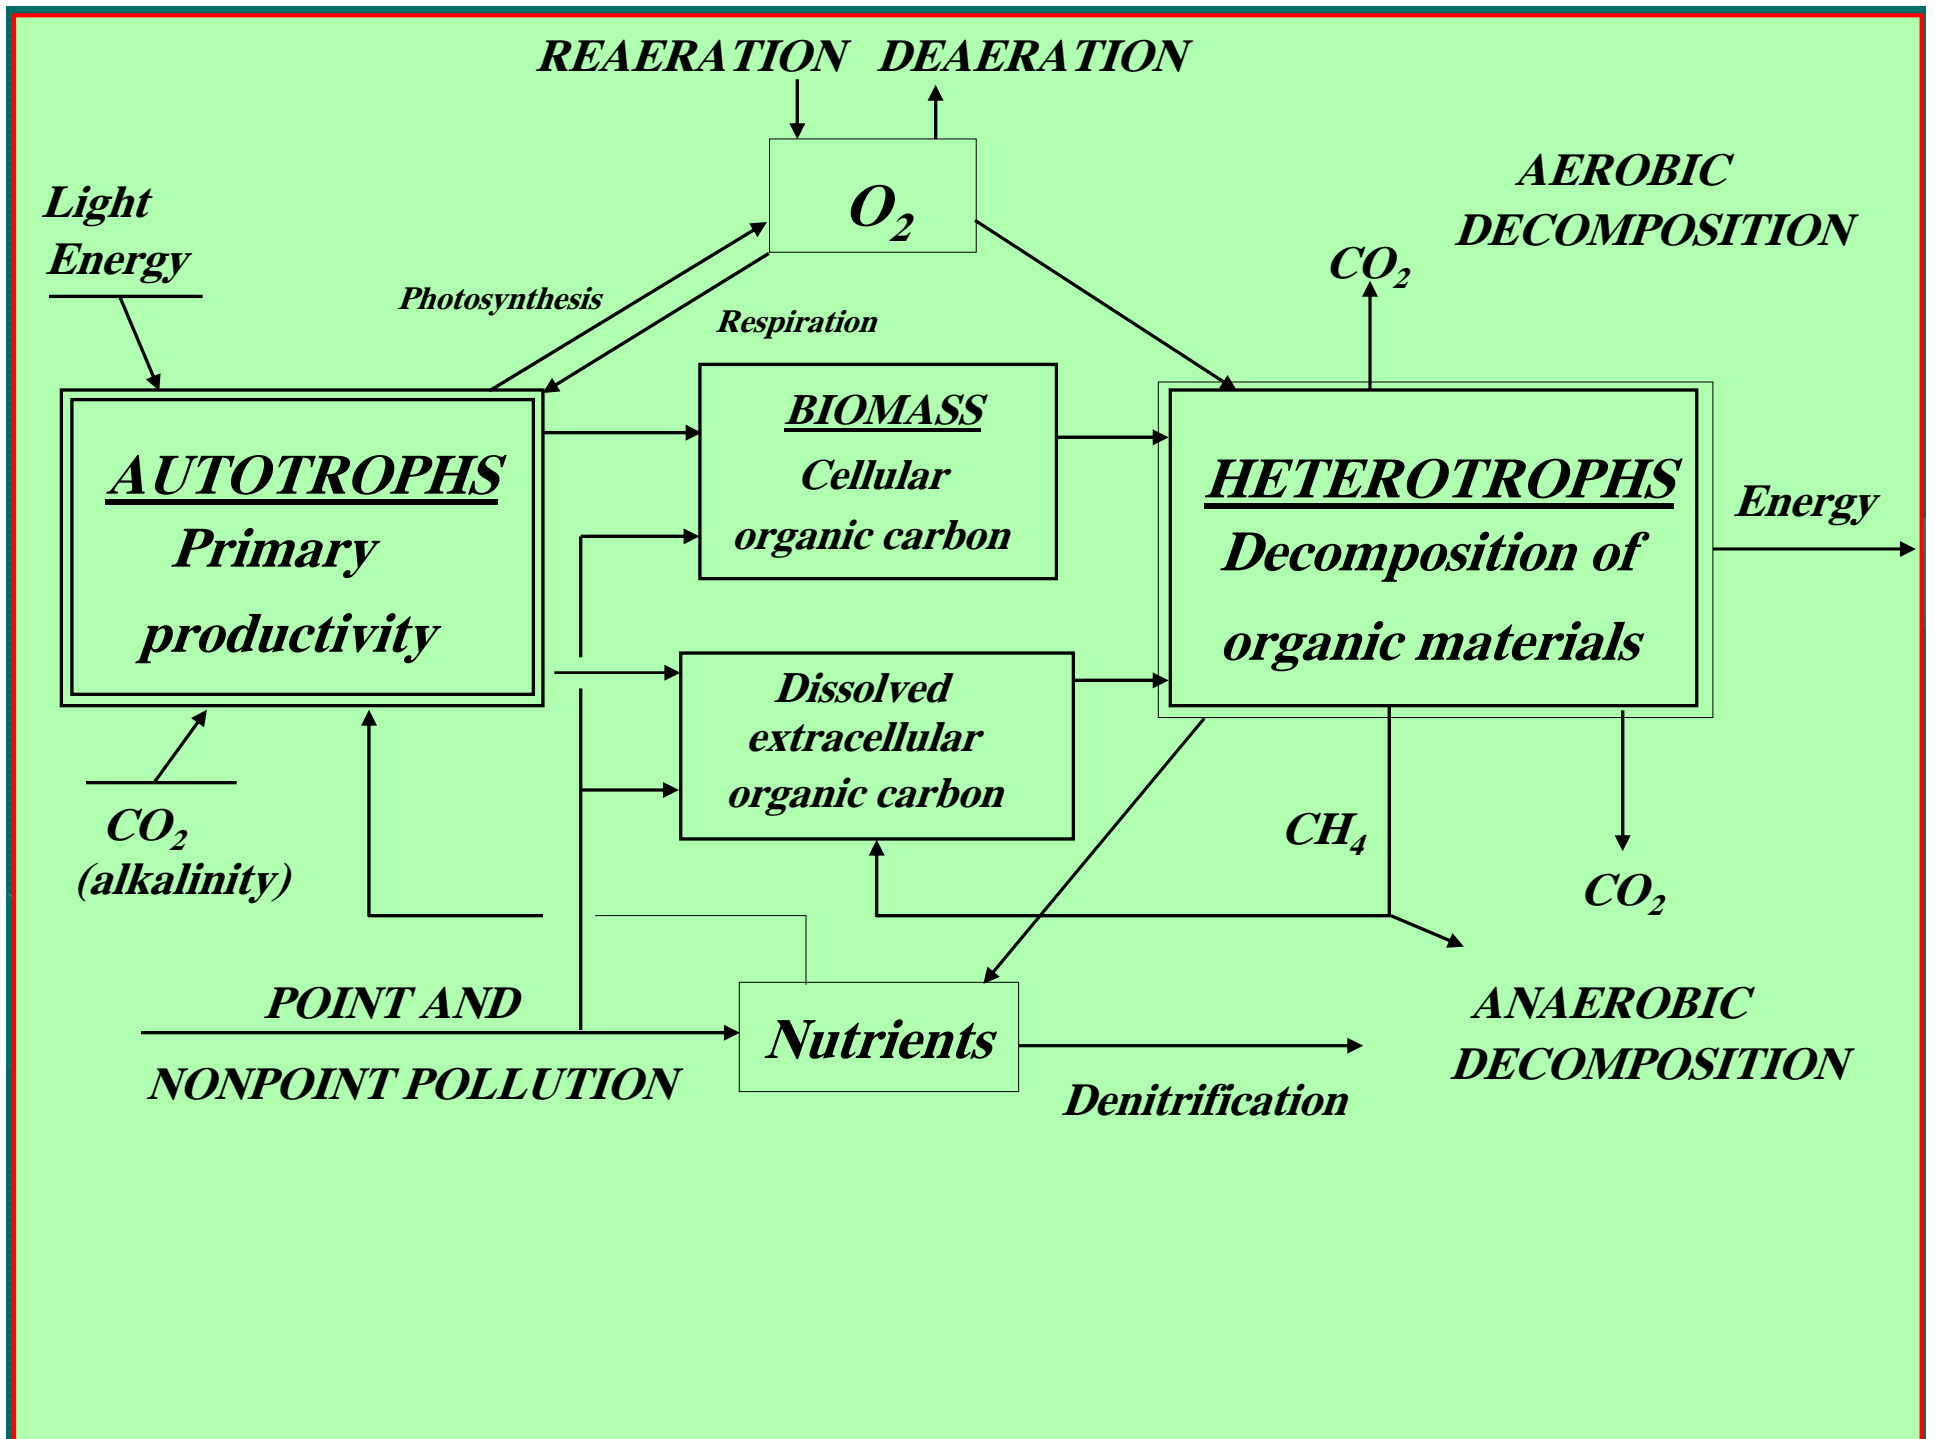 REAERATION DEAERATION
O₂
AEROBIC
DECOMPOSITION
CO₂
Light
Energy
Photosynthesis
Respiration
AUTOTROPHS
Primary
productivity
BIOMASS
Cellular
organic carbon
HETEROTROPHS
Decomposition of
organic materials
Energy
Dissolved
extracellular
organic carbon
CO₂
(alkalinity)
CH₄
CO₂
POINT AND
NONPOINT POLLUTION
Nutrients
Denitrification
ANAEROBIC
DECOMPOSITION